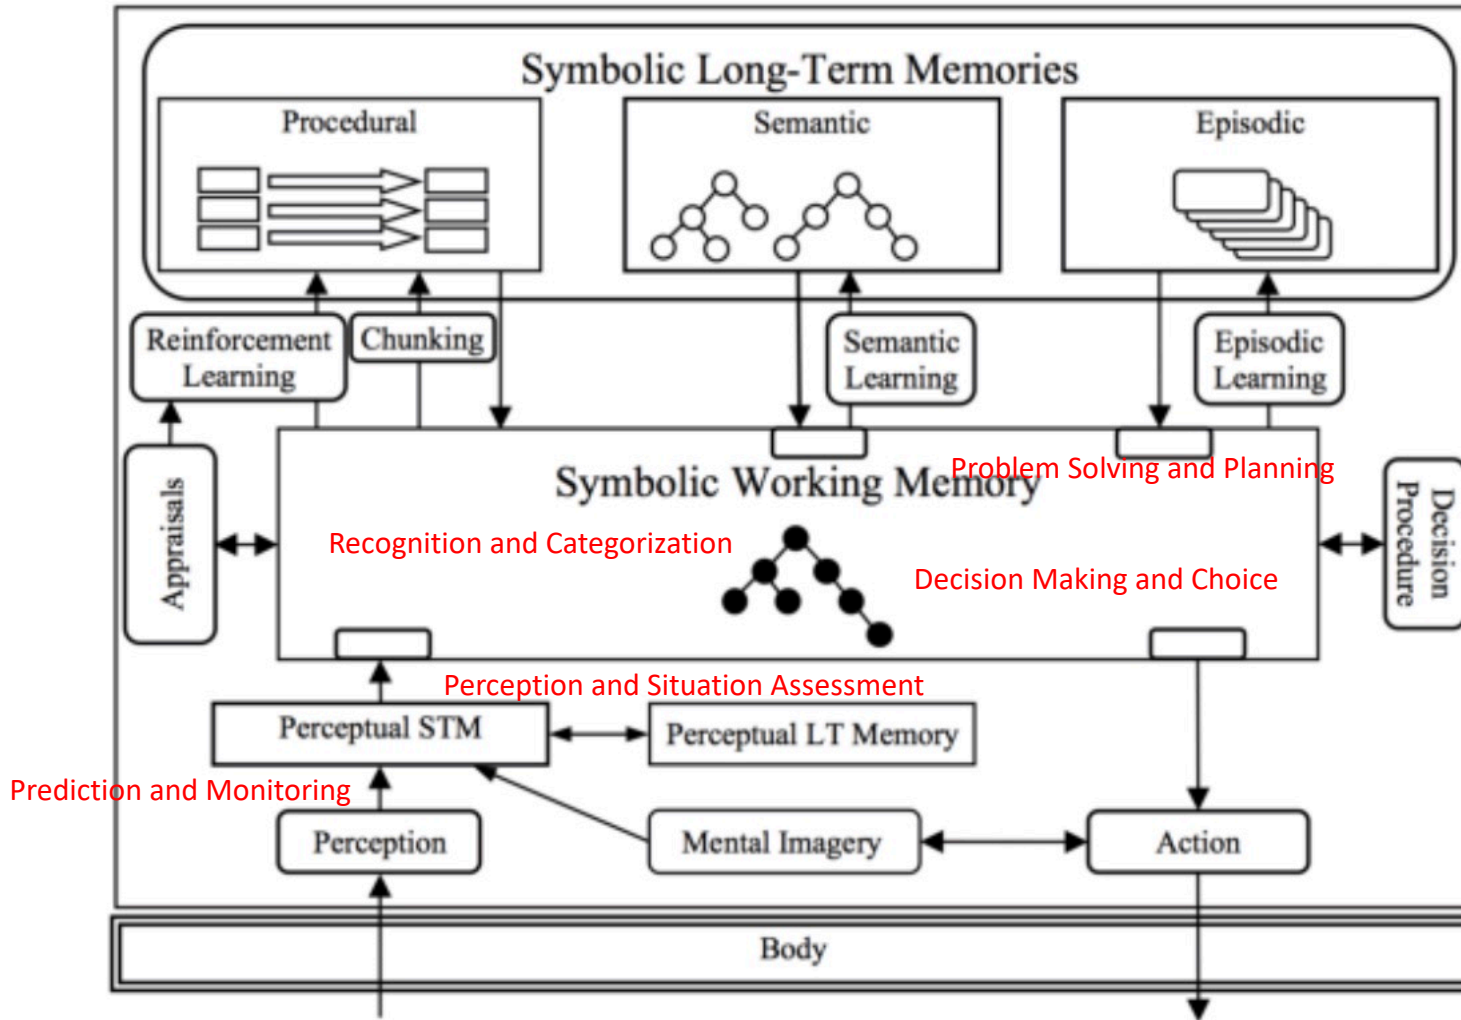 Symbolic Long-Term Memories
Procedural
Semantic
Episodic
Reinforcement
Learning
Chunking
Semantic
Learning
Episodic
Learning
Appraisals
Symbolic Working Memory
Problem Solving and Planning
Recognition and Categorization
Decision Making and Choice
Decision
Procedure
Perception and Situation Assessment
Perceptual STM
Perceptual LT Memory
Prediction and Monitoring
Perception
Mental Imagery
Action
Body